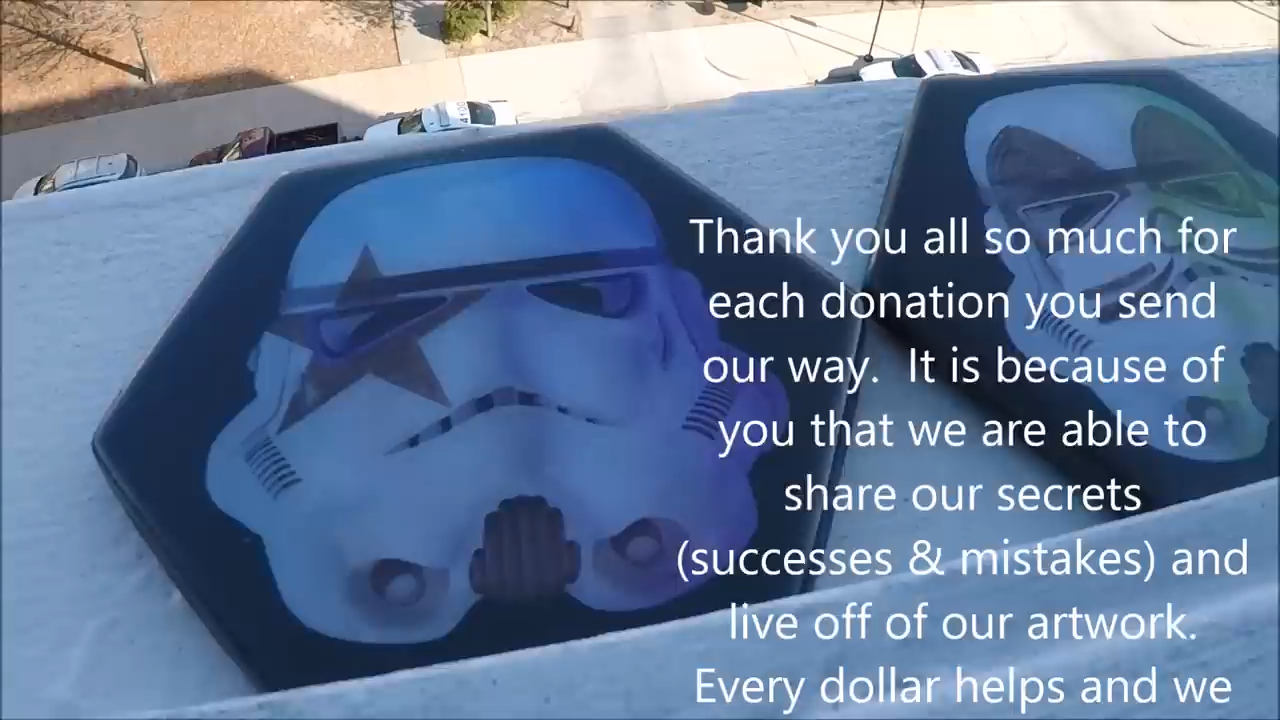 Thank you all so much for
each donation you send
our way.  It is because of
you that we are able to
share our secrets
(successes & mistakes) and
live off of our artwork.
Every dollar helps and we